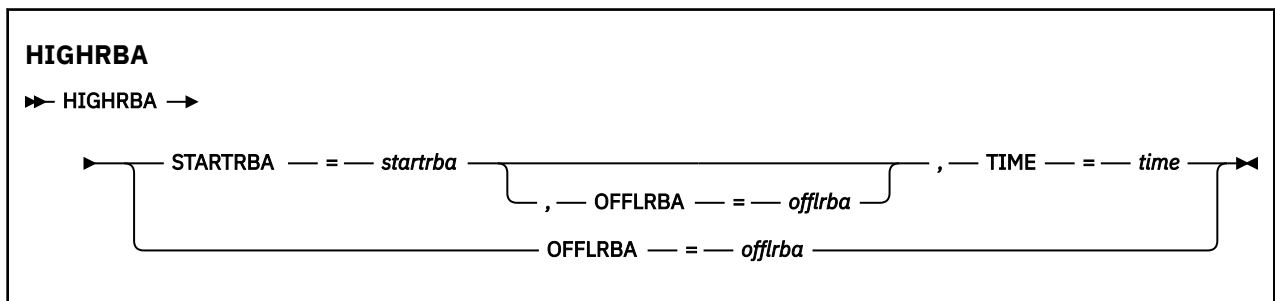 HIGHRBA
HIGHRBA
STARTRBA = startrba , TIME = time
, OFFLRBA = offlrba
OFFLRBA = offlrba